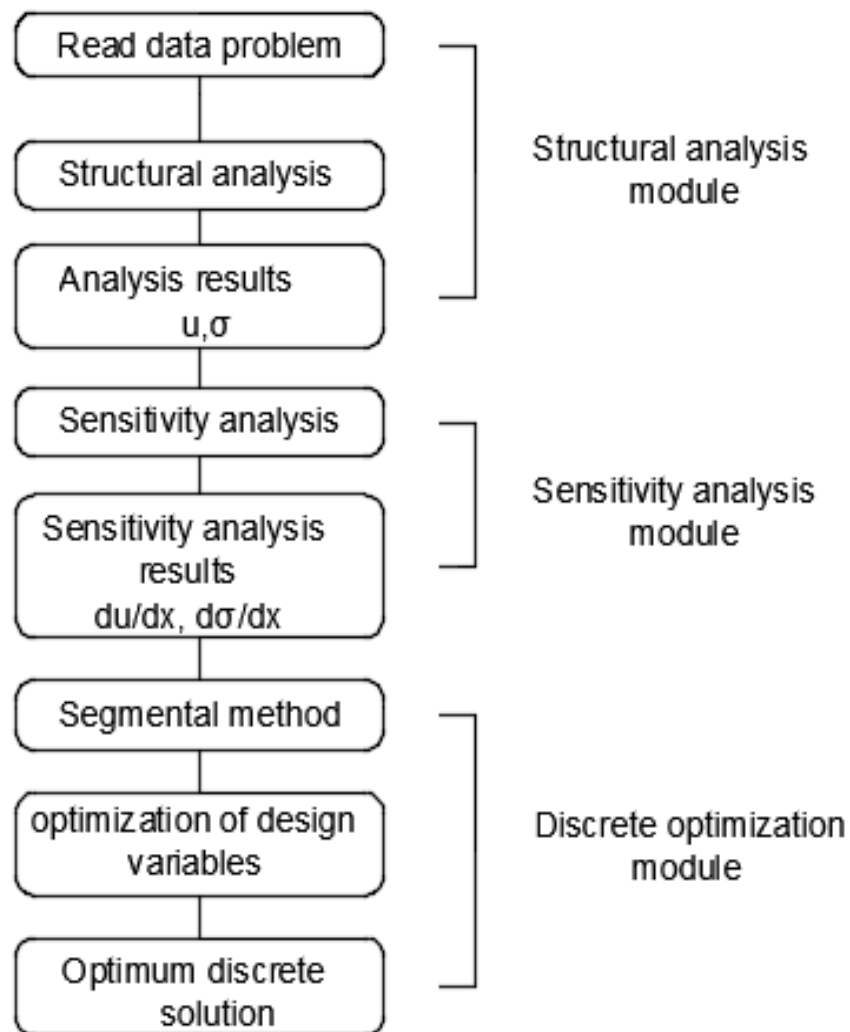 Read data problem
Structural analysis
Analysis results
u,σ
Structural analysis
module
Sensitivity analysis
Sensitivity analysis
results
du/dx, dσ/dx
Sensitivity analysis
module
Segmental method
optimization of design
variables
Optimum discrete
solution
Discrete optimization
module